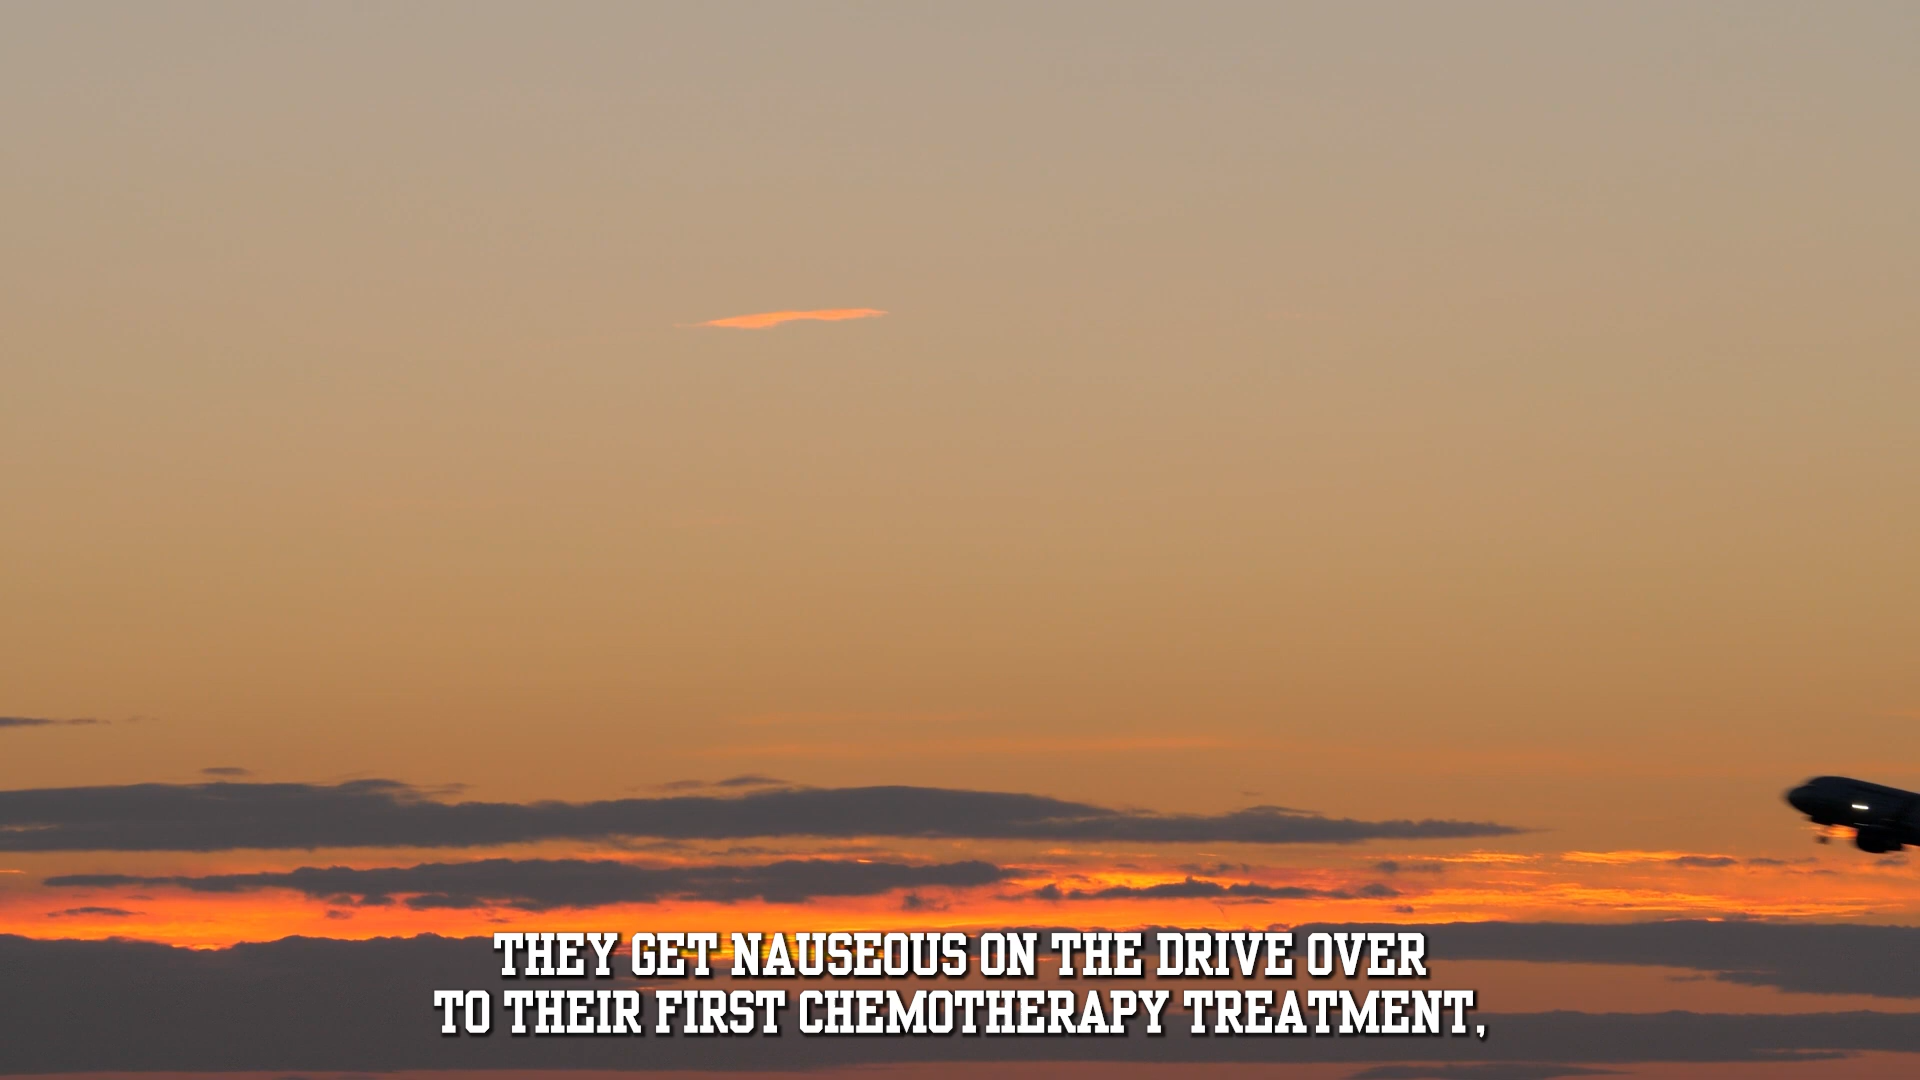 THEY GET NAUSEOUS ON THE DRIVE OVER
TO THEIR FIRST CHEMOTHERAPY TREATMENT,